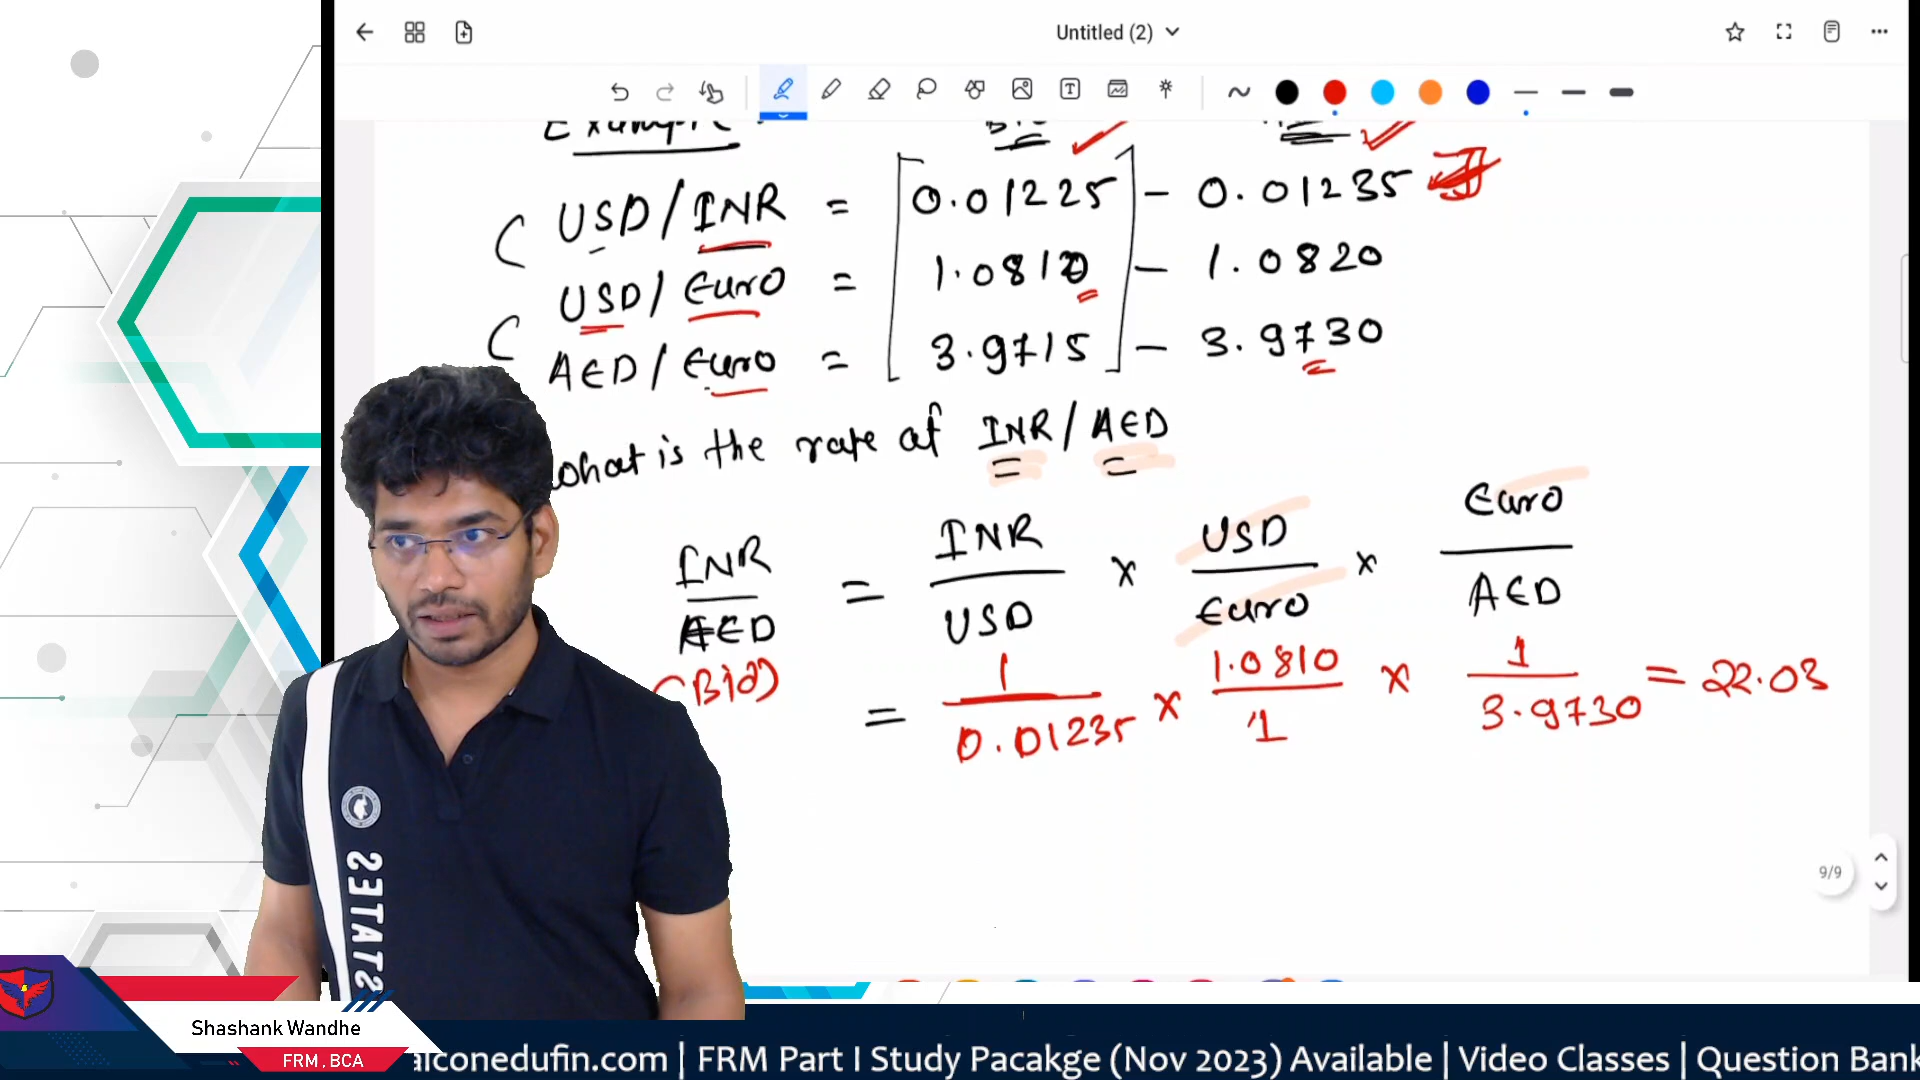 Untitled (2)
Example :
USD/INR = 0.01225 - 0.01235
USD/Euro = 1.0810 - 1.0820
AED/Euro = 3.9715 - 3.9730
what is the rate of INR/AED
INR/AED = INR/USD x USD/Euro x Euro/AED
(Bid) = 1/0.01235 x 1.0810/1 x 1/3.9730 = 22.03
9/9
STATES
Shashank Wandhe
FRM, BCA
alconedufin.com | FRM Part I Study Pacakge (Nov 2023) Available | Video Classes | Question Bank